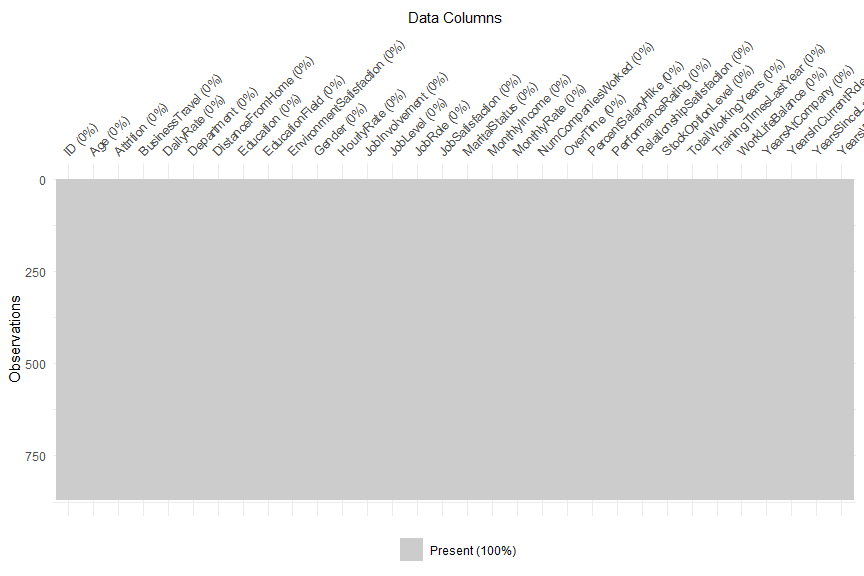 Data Columns
ID (0%)
Age (0%)
Attrition (0%)
BusinessTravel (0%)
DailyRate (0%)
Department (0%)
DistanceFromHome (0%)
Education (0%)
EducationField (0%)
EnvironmentSatisfaction (0%)
Gender (0%)
HourlyRate (0%)
JobInvolvement (0%)
JobLevel (0%)
JobRole (0%)
JobSatisfaction (0%)
MaritalStatus (0%)
MonthlyIncome (0%)
MonthlyRate (0%)
NumCompaniesWorked (0%)
OverTime (0%)
PercentSalaryHike (0%)
PerformanceRating (0%)
RelationshipSatisfaction (0%)
StockOptionLevel (0%)
TotalWorkingYears (0%)
TrainingTimesLastYear (0%)
WorkLifeBalance (0%)
YearsAtCompany (0%)
YearsInCurrentRole
0
250
500
750
Observations
Present (100%)